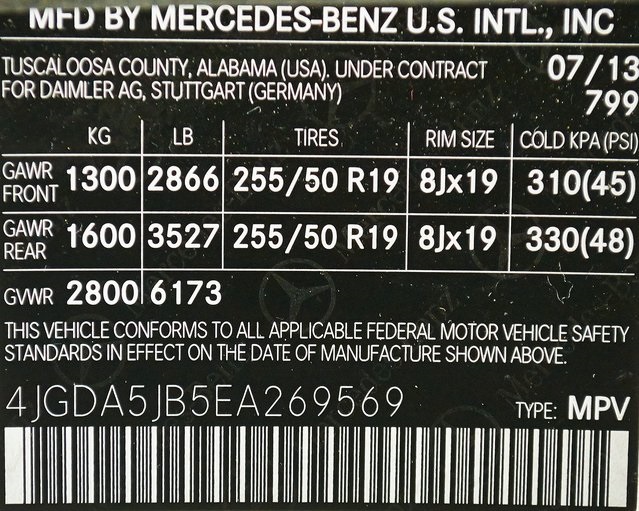 MFD BY MERCEDES-BENZ U.S. INTL., INC
TUSCALOOSA COUNTY, ALABAMA (USA). UNDER CONTRACT 07/13
FOR DAIMLER AG, STUTTGART (GERMANY) 799
KG LB TIRES RIM SIZE COLD KPA (PSI)
GAWR FRONT 1300 2866 255/50 R19 8Jx19 310(45)
GAWR REAR 1600 3527 255/50 R19 8Jx19 330(48)
GVWR 2800 6173
THIS VEHICLE CONFORMS TO ALL APPLICABLE FEDERAL MOTOR VEHICLE SAFETY
STANDARDS IN EFFECT ON THE DATE OF MANUFACTURE SHOWN ABOVE.
4JGDA5JB5EA269569 TYPE: MPV